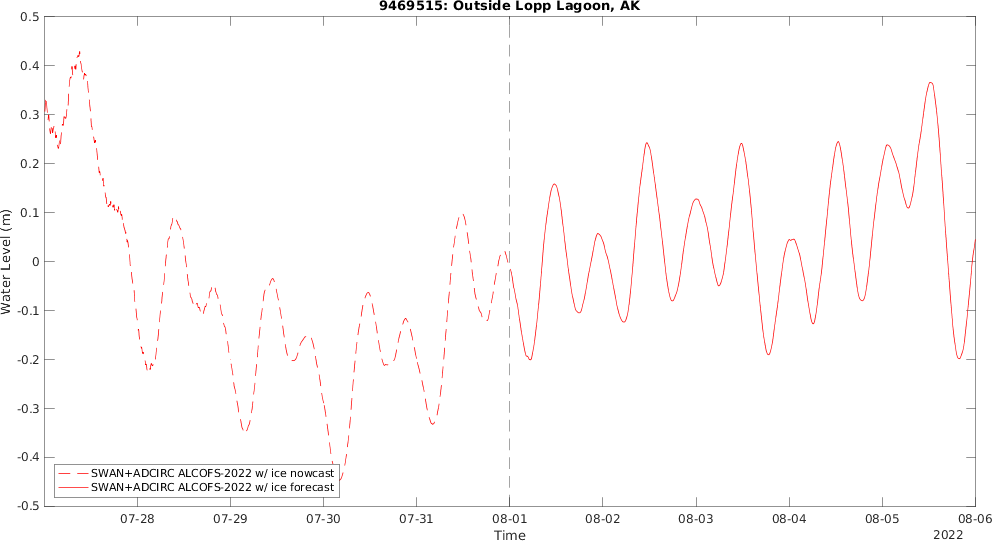 9469515: Outside Lopp Lagoon, AK
0.5
0.4
0.3
0.2
0.1
0
-0.1
-0.2
-0.3
-0.4
-0.5
Water Level (m)
SWAN+ADCIRC ALCOFS-2022 w/ ice nowcast
SWAN+ADCIRC ALCOFS-2022 w/ ice forecast
07-28 07-29 07-30 07-31 08-01 08-02 08-03 08-04 08-05 08-06
Time
2022